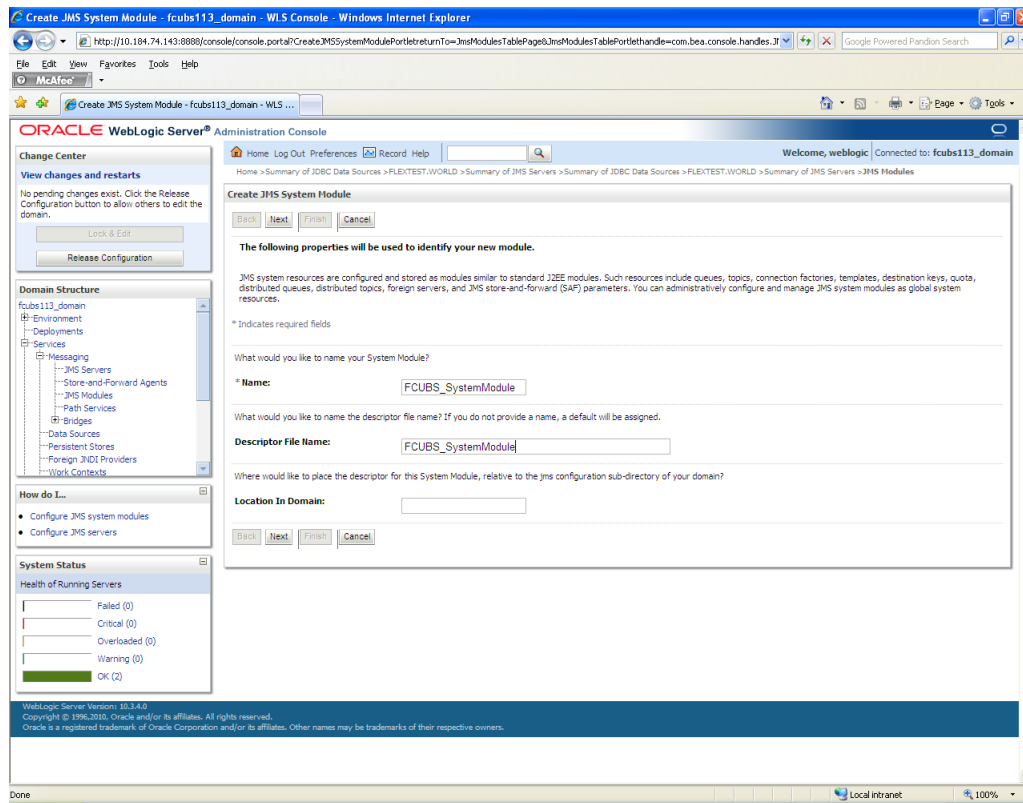 Create JMS System Module - fcubs113_domain - WLS Console - Windows Internet Explorer
http://10.184.74.143:8888/console/console.portal?CreateJMSSystemModulePortletreturnTo=JmsModulesTablePage&JmsModulesTablePortlethandle=com.bea.console.handles.JM
Google Powered Pandion Search
File Edit View Favorites Tools Help
McAfee
Create JMS System Module - fcubs113_domain - WLS ...
Page Tools
ORACLE WebLogic Server® Administration Console
Change Center
View changes and restarts
No pending changes exist. Click the Release
Configuration button to allow others to edit the
domain.
Lock & Edit
Release Configuration
Domain Structure
fcubs113_domain
Environment
Deployments
Services
Messaging
JMS Servers
Store-and-Forward Agents
JMS Modules
Path Services
Bridges
Data Sources
Persistent Stores
Foreign JNDI Providers
Work Contexts
How do I...
Configure JMS system modules
Configure JMS servers
System Status
Health of Running Servers
Failed (0)
Critical (0)
Overloaded (0)
Warning (0)
OK (2)
Home Log Out Preferences Record Help
Welcome, weblogic Connected to: fcubs113_domain
Home >Summary of JDBC Data Sources >FLEXTEST.WORLD >Summary of JMS Servers >Summary of JDBC Data Sources >FLEXTEST.WORLD >Summary of JMS Servers >JMS Modules
Create JMS System Module
Back Next Finish Cancel
The following properties will be used to identify your new module.
JMS system resources are configured and stored as modules similar to standard J2EE modules. Such resources include queues, topics, connection factories, templates, destination keys, quota,
distributed queues, distributed topics, foreign servers, and JMS store-and-forward (SAF) parameters. You can administratively configure and manage JMS system modules as global system
resources.
* Indicates required fields
What would you like to name your System Module?
* Name: FCUBS_SystemModule
What would you like to name the descriptor file name? If you do not provide a name, a default will be assigned.
Descriptor File Name: FCUBS_SystemModule
Where would like to place the descriptor for this System Module, relative to the jms configuration sub-directory of your domain?
Location In Domain:
Back Next Finish Cancel
WebLogic Server Version: 10.3.4.0
Copyright © 1996,2010, Oracle and/or its affiliates. All rights reserved.
Oracle is a registered trademark of Oracle Corporation and/or its affiliates. Other names may be trademarks of their respective owners.
Done
Local intranet
100%